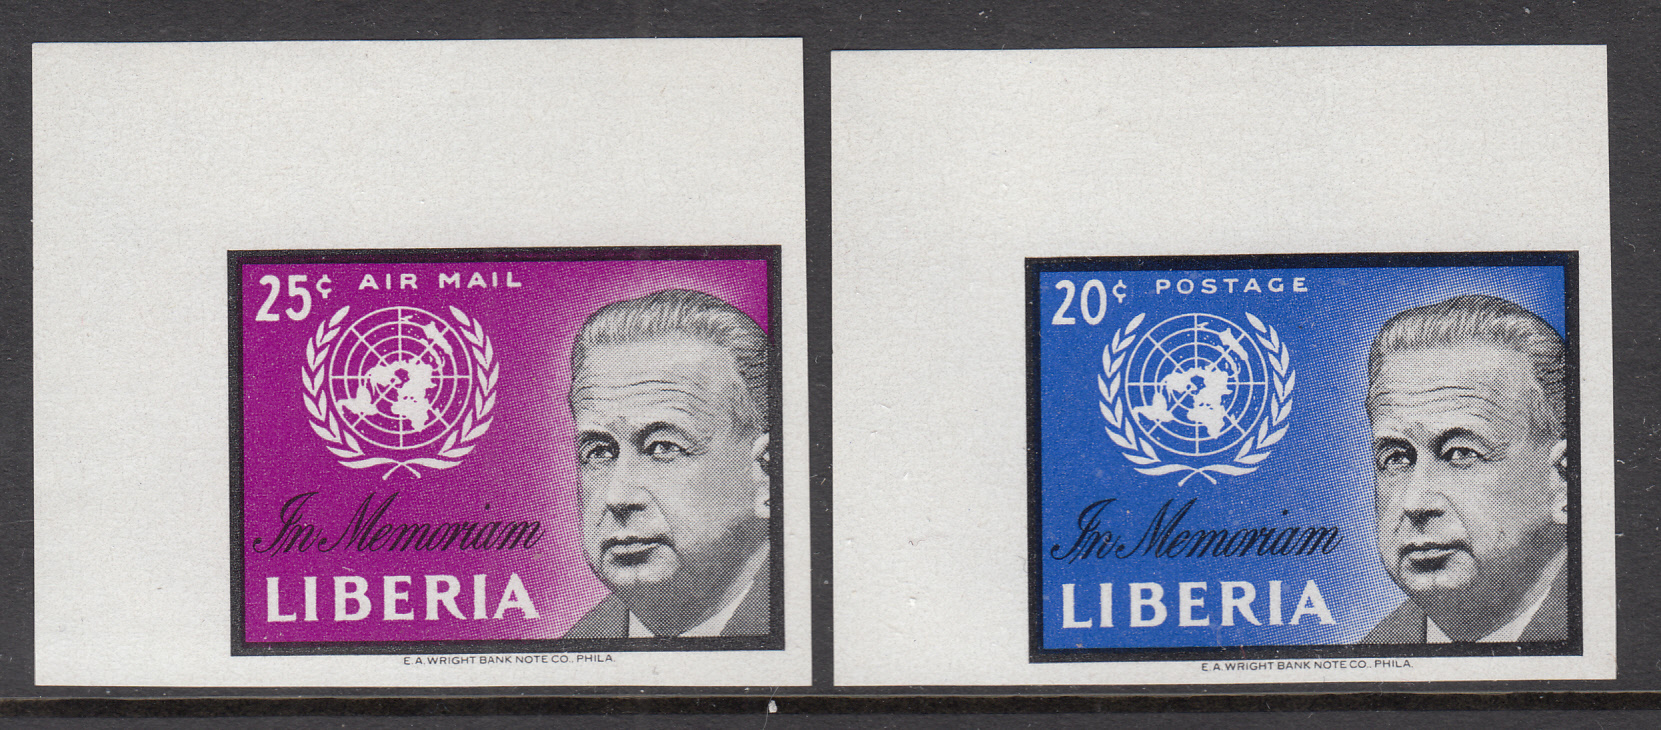 25¢ AIR MAIL
In Memoriam
LIBERIA
E.A. WRIGHT BANK NOTE CO., PHILA.
20¢ POSTAGE
In Memoriam
LIBERIA
E.A. WRIGHT BANK NOTE CO., PHILA.